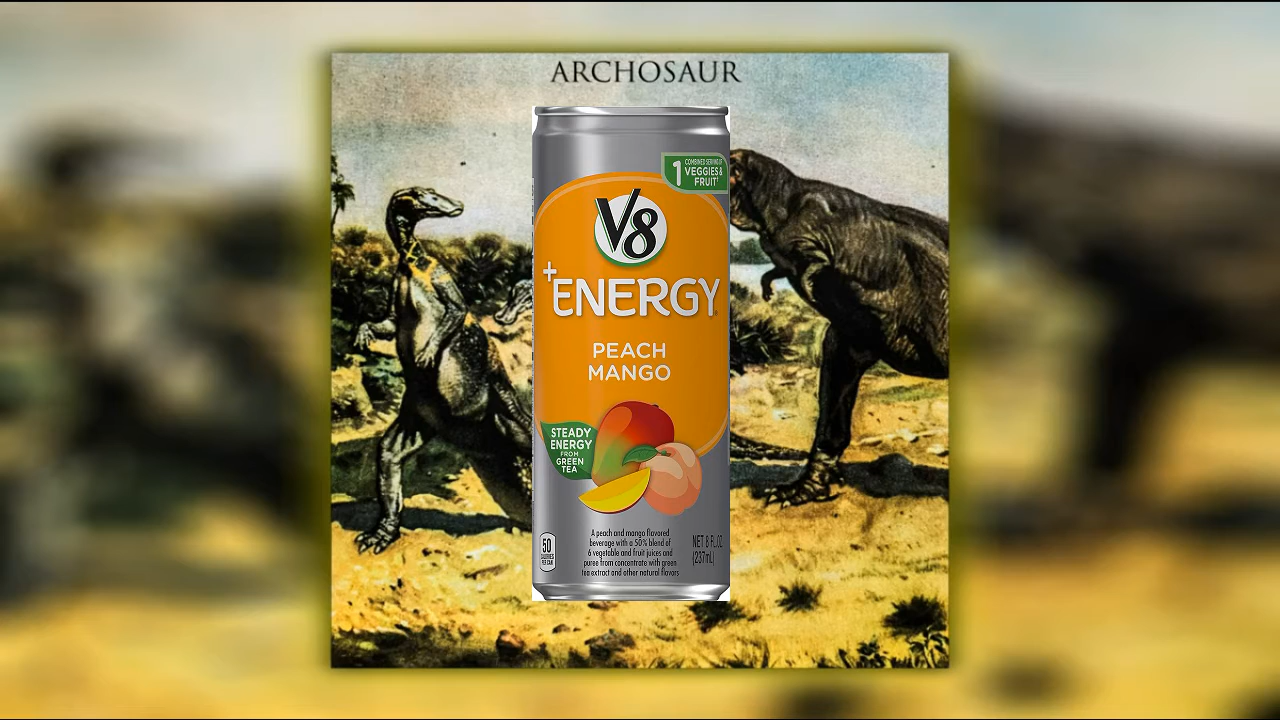 ARCHOSAUR
1
COMBINED SERVING OF
VEGGIES &
FRUIT†
V8
+ENERGY®
PEACH
MANGO
STEADY
ENERGY
FROM
GREEN
TEA
50
CALORIES
PER CAN
A peach and mango flavored
beverage with a 50% blend of
6 vegetable and fruit juices and
puree from concentrate with green
tea extract and other natural flavors
NET 8 FL OZ
(237mL)